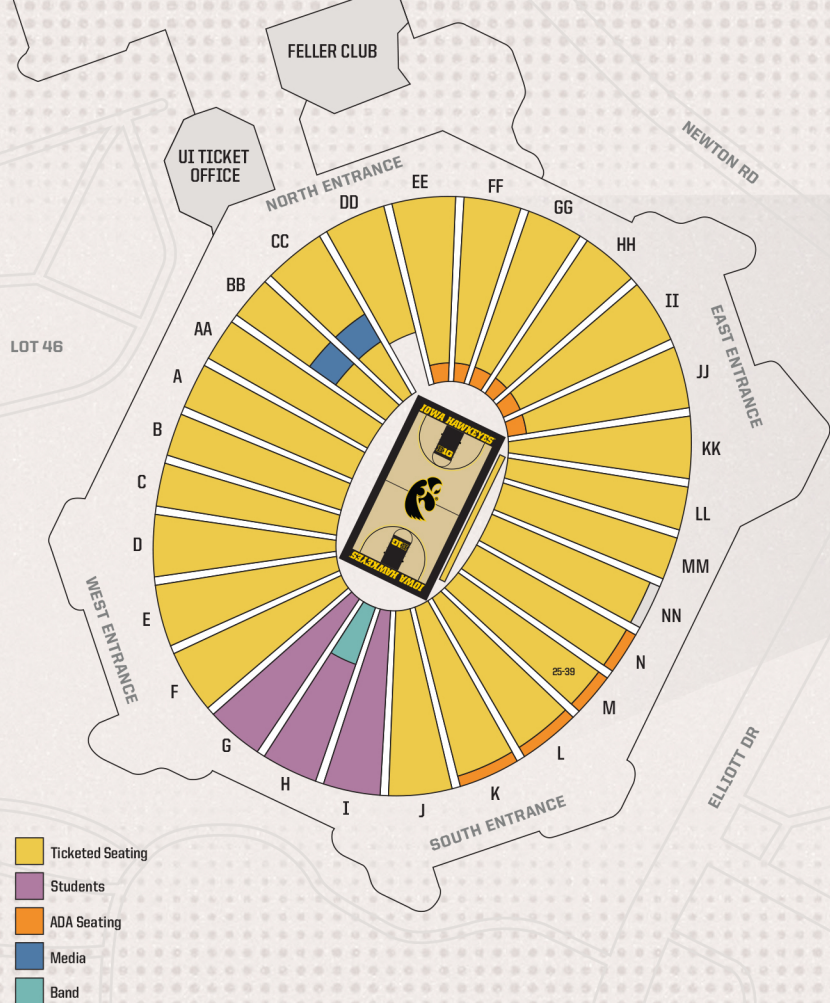 FELLER CLUB
UI TICKET
OFFICE
NEWTON RD
NORTH ENTRANCE
EE
FF
DD
GG
CC
HH
BB
II
AA
LOT 46
EAST ENTRANCE
A
JJ
B
KK
C
LL
D
MM
E
NN
F
N
G
M
H
L
I
K
J
IOWA HAWKEYES
B1G
B1G
IOWA HAWKEYES
25-39
WEST ENTRANCE
SOUTH ENTRANCE
ELLIOTT DR
Ticketed Seating
Students
ADA Seating
Media
Band